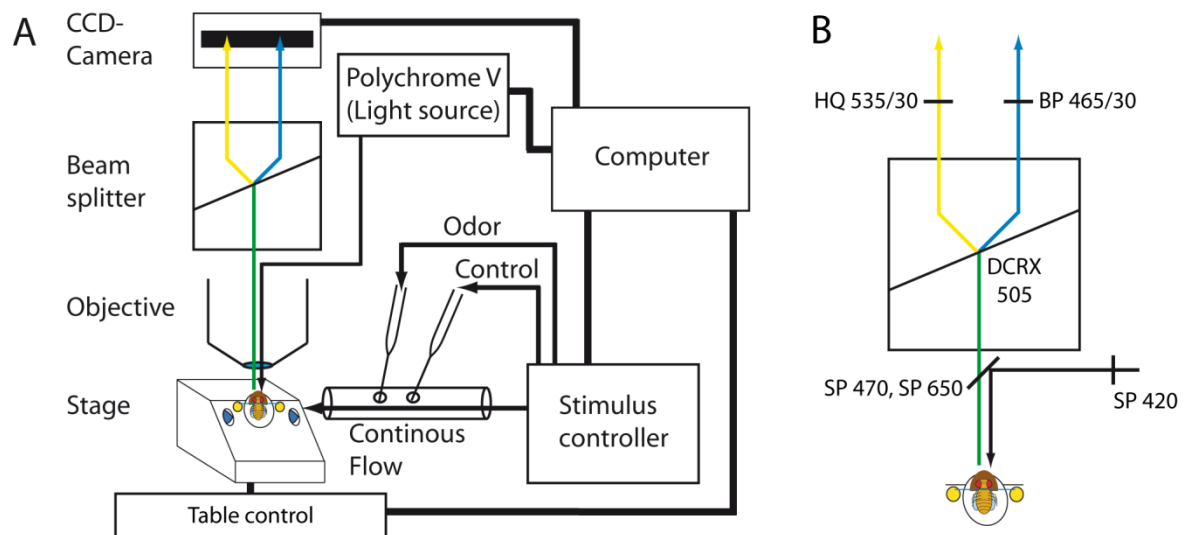 A
CCD-
Camera
Polychrome V
(Light source)
Computer
Beam
splitter
Odor
Control
Objective
Stage
Continous
Flow
Stimulus
controller
Table control
B
HQ 535/30
BP 465/30
DCRX
505
SP 470, SP 650
SP 420